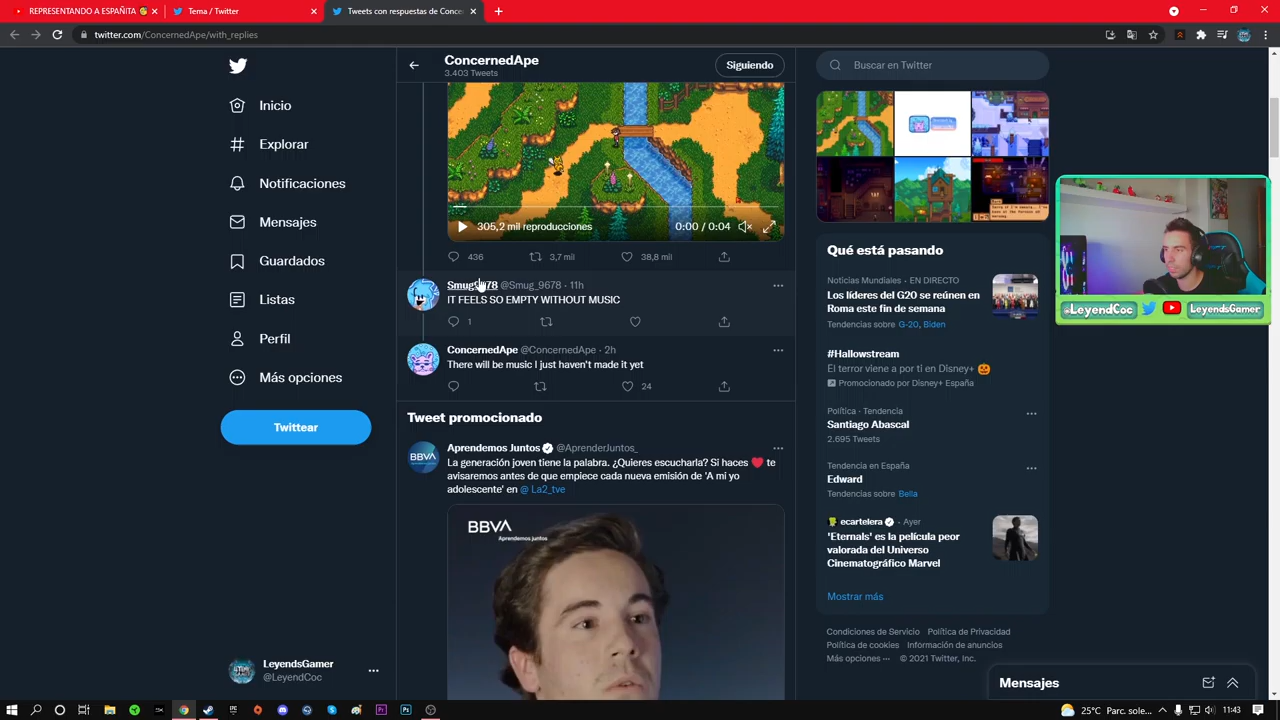 REPRESENTANDO A ESPAÑITA
Tema / Twitter
Tweets con respuestas de Conce
twitter.com/ConcernedApe/with_replies
ConcernedApe
3.403 Tweets
Siguiendo
Buscar en Twitter
Inicio
Explorar
Notificaciones
Mensajes
Guardados
Listas
Perfil
Más opciones
Twittear
LeyendsGamer
@LeyendCoc
305,2 mil reproducciones
0:00 / 0:04
436
3,7 mil
38,8 mil
Smug9678 @Smug_9678 · 11h
IT FEELS SO EMPTY WITHOUT MUSIC
1
ConcernedApe @ConcernedApe · 2h
There will be music I just haven't made it yet
24
Tweet promocionado
Aprendemos Juntos @AprenderJuntos_
La generación joven tiene la palabra. ¿Quieres escucharla? Si haces ❤ te
avisaremos antes de que empiece cada nueva emisión de 'A mi yo
adolescente' en @ La2_tve
BBVA
BBVA
Aprendemos juntos
Qué está pasando
Noticias Mundiales · EN DIRECTO
Los líderes del G20 se reúnen en
Roma este fin de semana
Tendencias sobre G-20, Biden
#Hallowstream
El terror viene a por ti en Disney+ 🎃
Promocionado por Disney+ España
Política · Tendencia
Santiago Abascal
2.695 Tweets
Tendencia en España
Edward
Tendencias sobre Bella
ecartelera · Ayer
'Eternals' es la película peor
valorada del Universo
Cinematográfico Marvel
Mostrar más
Condiciones de Servicio Política de Privacidad
Política de cookies Información de anuncios
Más opciones ··· © 2021 Twitter, Inc.
Mensajes
@LeyendCoc
LeyendsGamer
25°C Parc. sole...
11:43